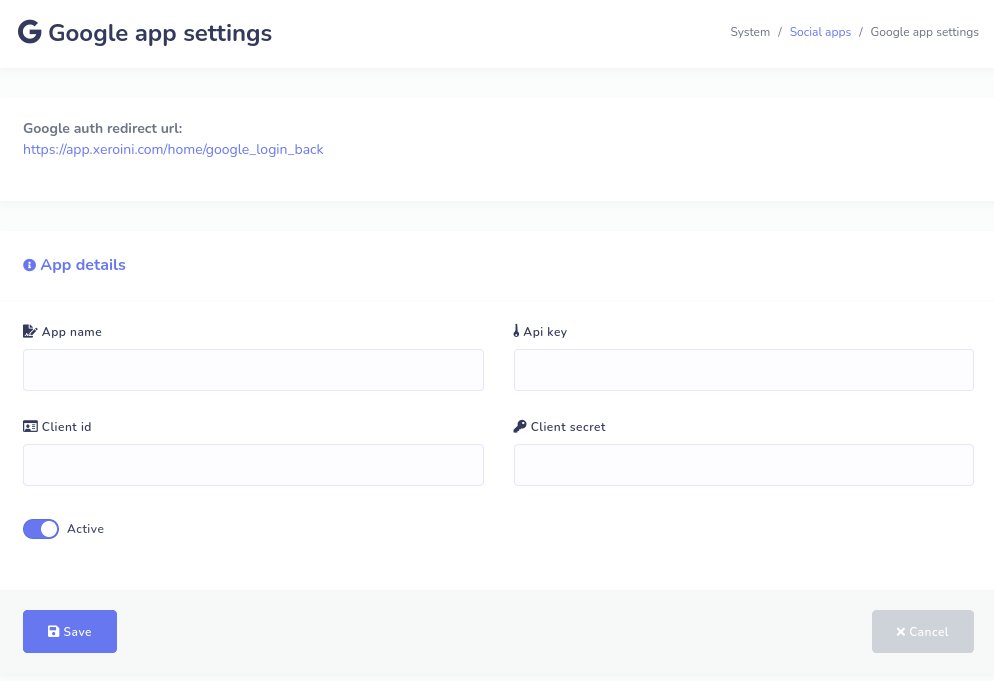 Google app settings
System / Social apps / Google app settings
Google auth redirect url:
https://app.xeroini.com/home/google_login_back
App details
App name
Api key
Client id
Client secret
Active
Save
Cancel